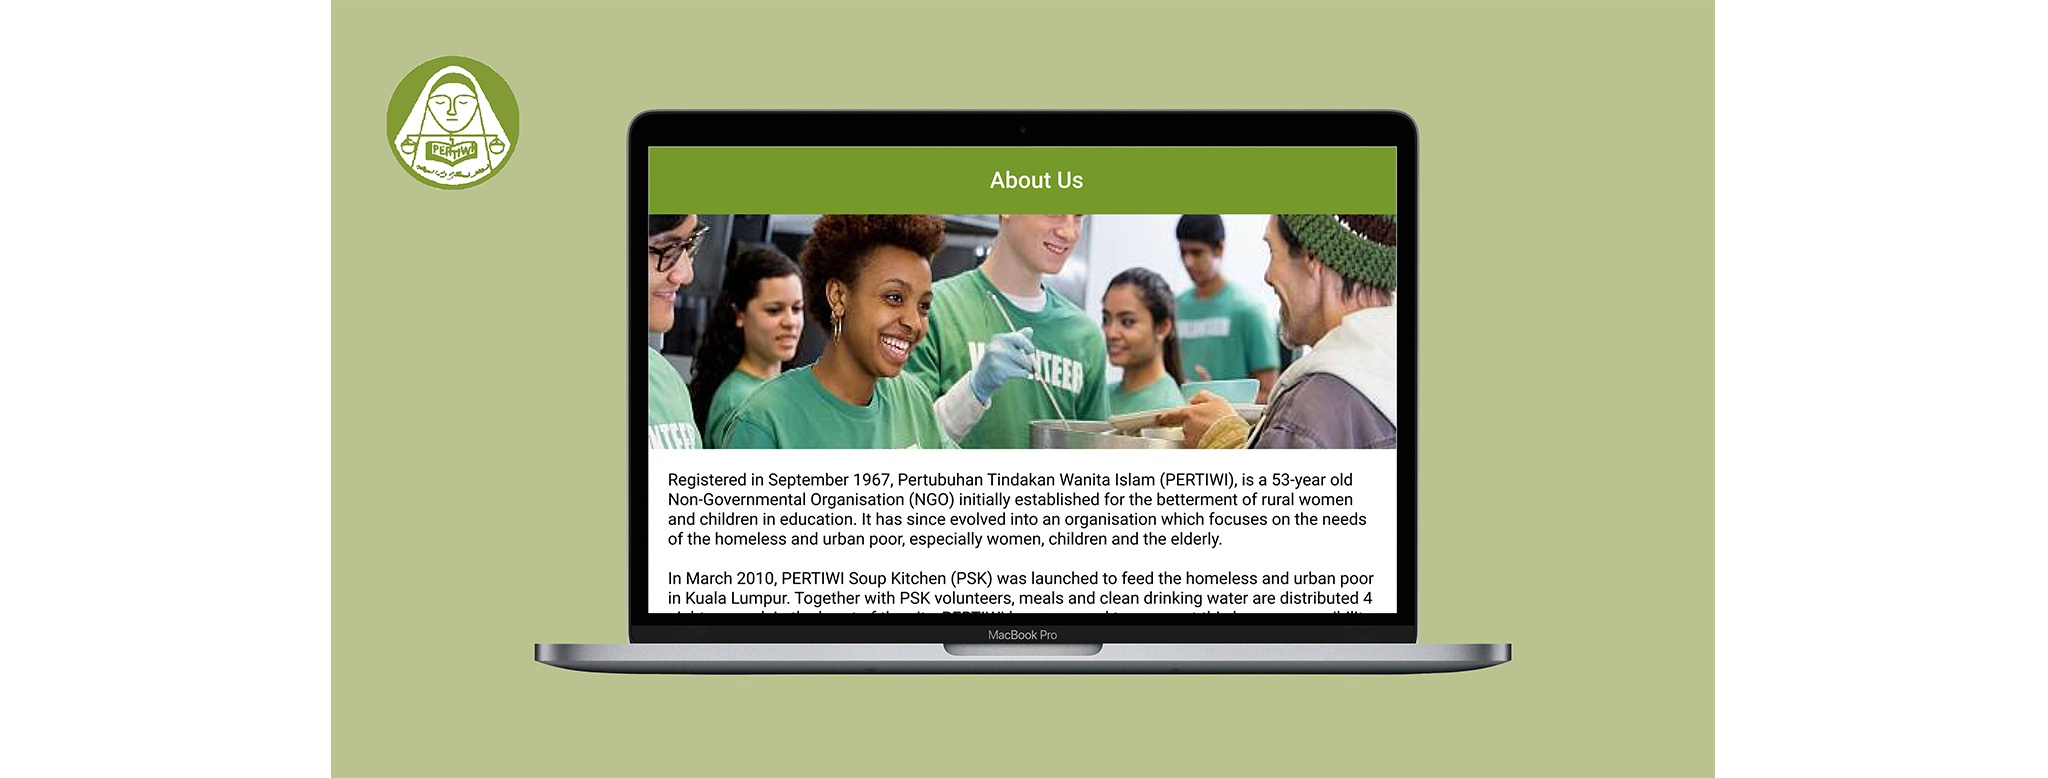 PERTIWI
About Us
VOLUNTEER
VOLUNTEER
Registered in September 1967, Pertubuhan Tindakan Wanita Islam (PERTIWI), is a 53-year old
Non-Governmental Organisation (NGO) initially established for the betterment of rural women
and children in education. It has since evolved into an organisation which focuses on the needs
of the homeless and urban poor, especially women, children and the elderly.
In March 2010, PERTIWI Soup Kitchen (PSK) was launched to feed the homeless and urban poor
in Kuala Lumpur. Together with PSK volunteers, meals and clean drinking water are distributed 4
MacBook Pro